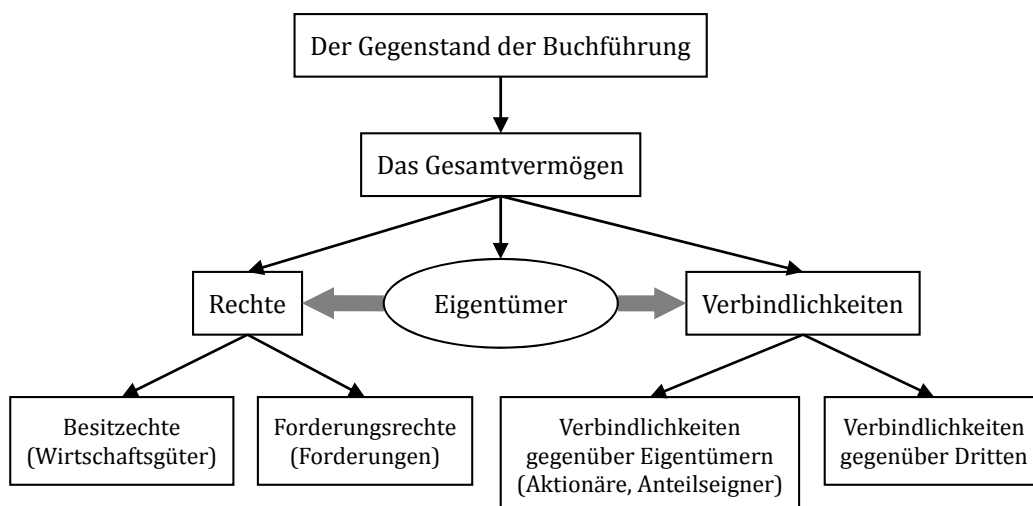 Der Gegenstand der Buchführung
Das Gesamtvermögen
Rechte
Eigentümer
Verbindlichkeiten
Besitzechte
(Wirtschaftsgüter)
Forderungsrechte
(Forderungen)
Verbindlichkeiten
gegenüber Eigentümern
(Aktionäre, Anteilseigner)
Verbindlichkeiten
gegenüber Dritten